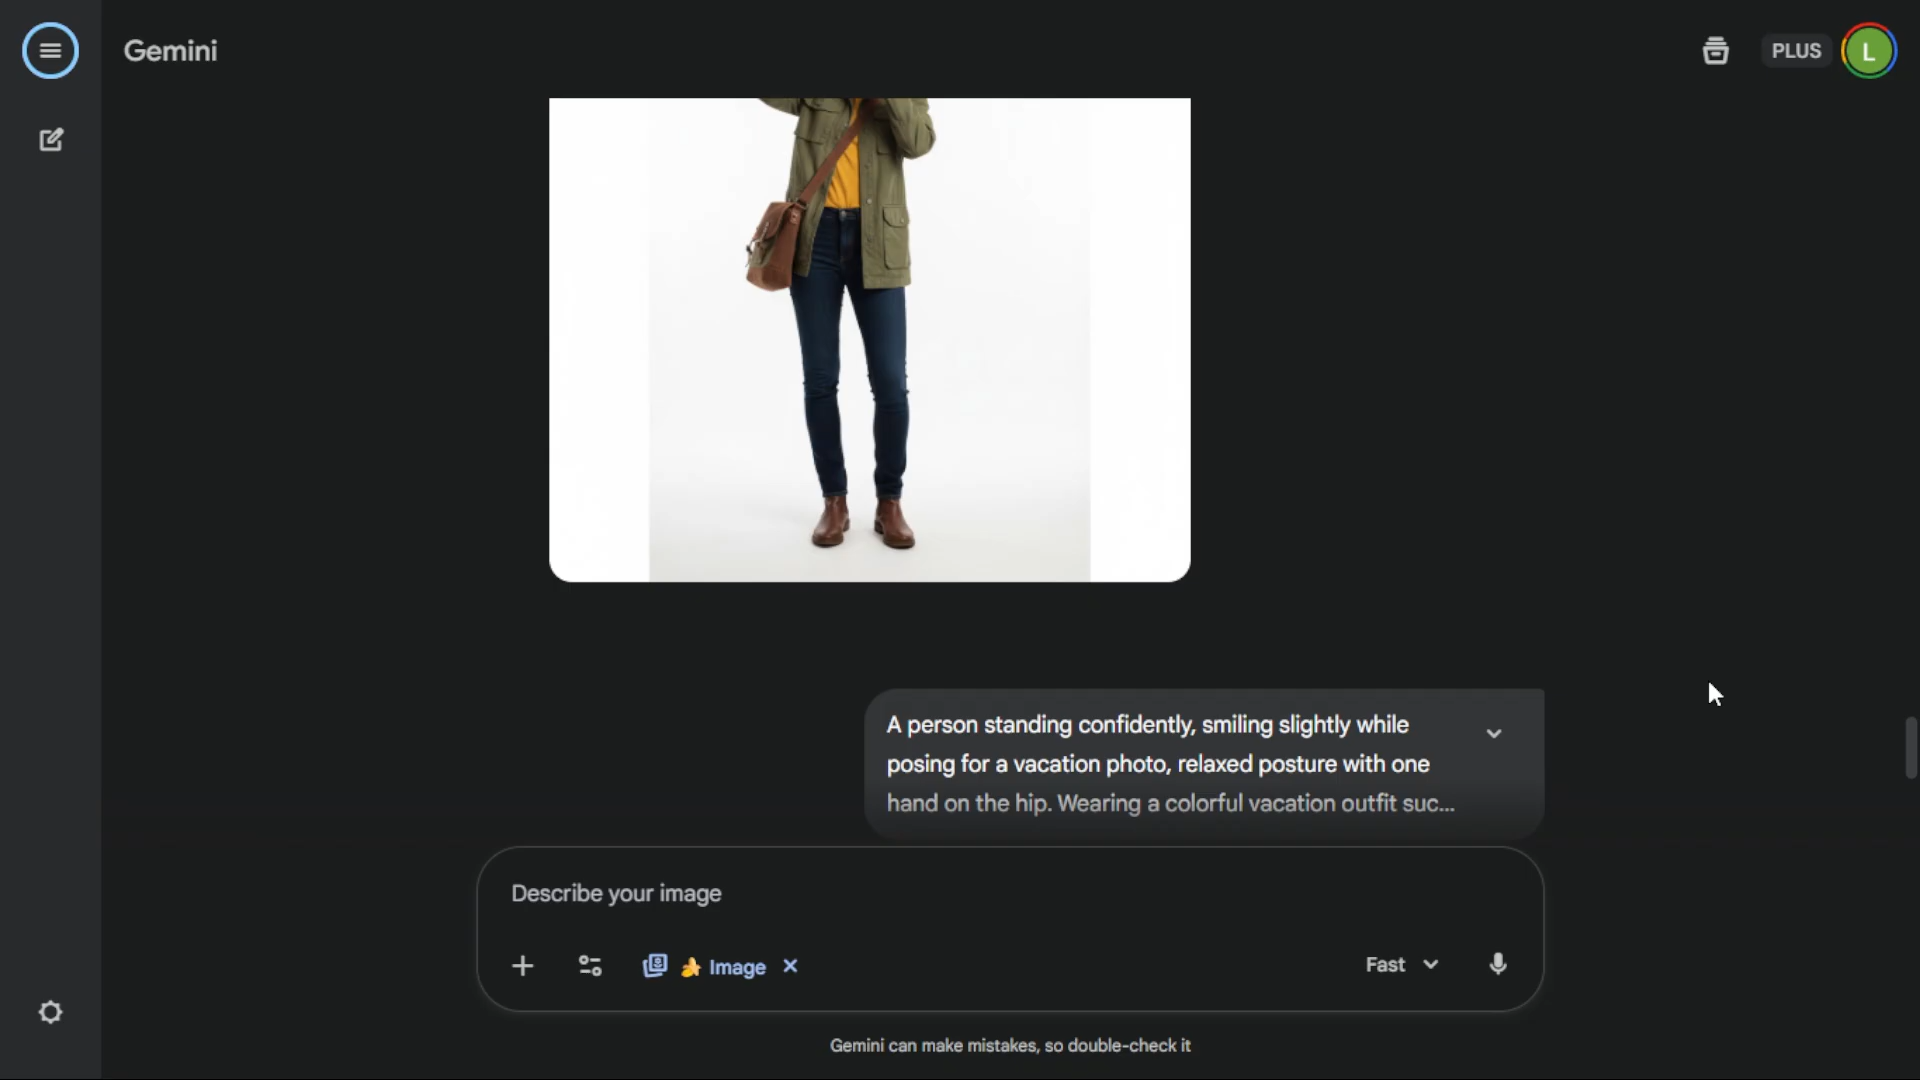 Gemini
PLUS
L
A person standing confidently, smiling slightly while
posing for a vacation photo, relaxed posture with one
hand on the hip. Wearing a colorful vacation outfit suc...
Describe your image
Image
Fast
Gemini can make mistakes, so double-check it